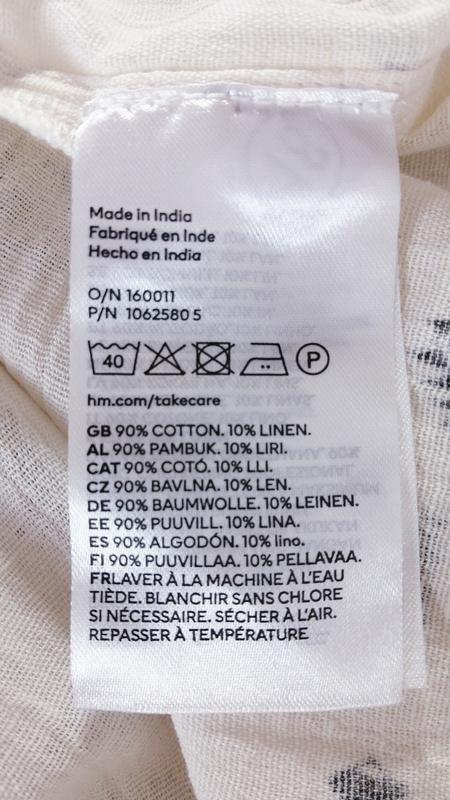 Made in India
Fabriqué en Inde
Hecho en India
O/N 160011
P/N 1062580 5
40 P
hm.com/takecare
GB 90% COTTON. 10% LINEN.
AL 90% PAMBUK. 10% LIRI.
CAT 90% COTÓ. 10% LLI.
CZ 90% BAVLNA. 10% LEN.
DE 90% BAUMWOLLE. 10% LEINEN.
EE 90% PUUVILL. 10% LINA.
ES 90% ALGODÓN. 10% lino.
FI 90% PUUVILLAA. 10% PELLAVAA.
FRLAVER À LA MACHINE À L'EAU
TIÈDE. BLANCHIR SANS CHLORE
SI NÉCESSAIRE. SÉCHER À L'AIR.
REPASSER À TEMPÉRATURE